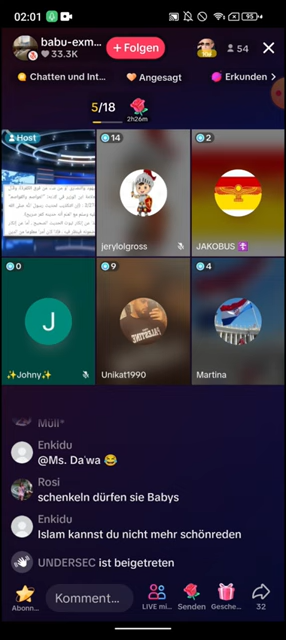 02:01
95
babu-exm...
33.3K
+ Folgen
54
Chatten und Int...
Angesagt
Erkunden
5/18
2h26m
Host
14
jerylolgross
2
JAKOBUS
0
J
✨Johny✨
9
Unikat1990
4
Martina
Enkidu
@Ms. Da'wa 😂
Rosi
schenkeln dürfen sie Babys
Enkidu
Islam kannst du nicht mehr schönreden
UNDERSEC ist beigetreten
Abonn...
Komment...
LIVE mi...
Senden
Gesche...
32